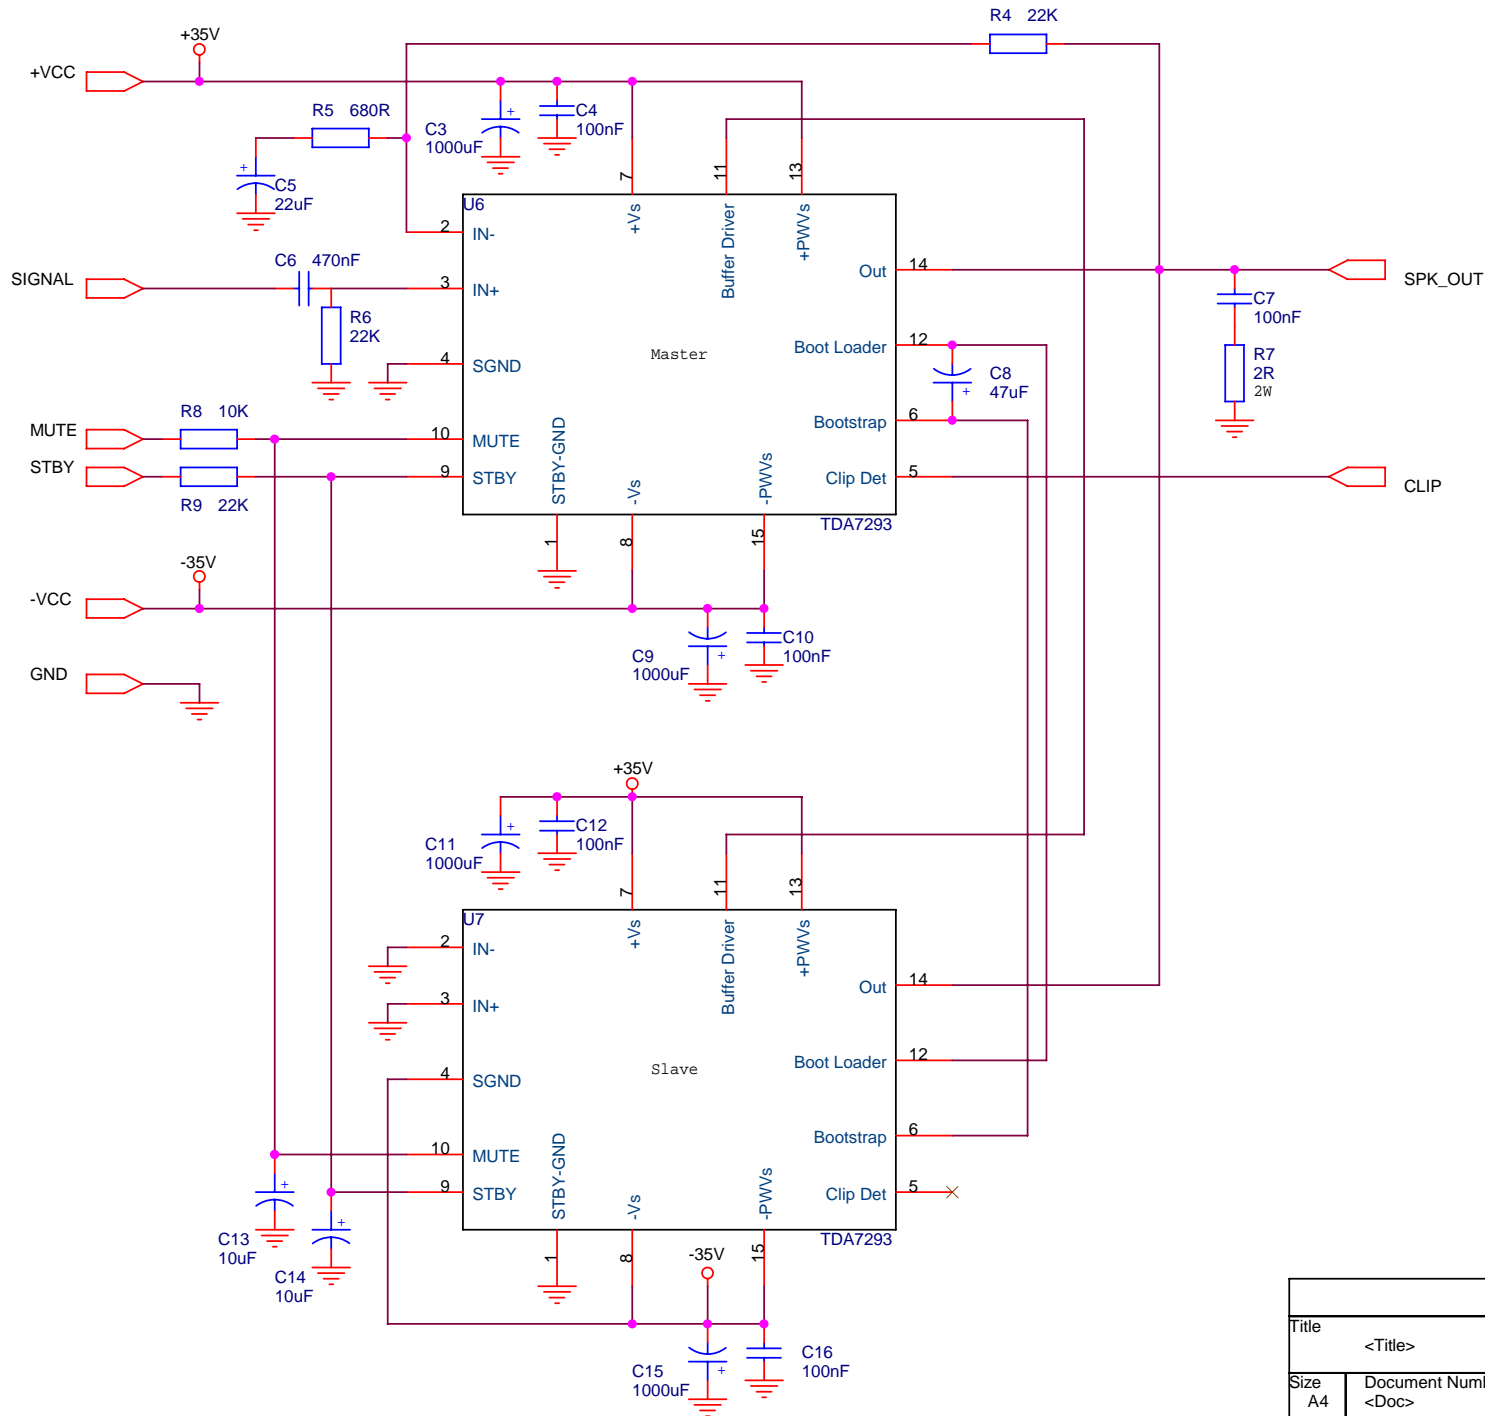 R4 22K
+35V
+VCC
R5 680R
C3
1000uF
C4
100nF
C5
22uF
7
11
13
U6
+Vs
Buffer Driver
+PWVs
2
IN-
C6 470nF
SIGNAL
3
IN+
R6
22K
4
SGND
Master
Out
14
SPK_OUT
C7
100nF
Boot Loader
12
C8
47uF
R7
2R
2W
Bootstrap
6
MUTE
R8 10K
10
MUTE
STBY
R9 22K
9
STBY
STBY-GND
-Vs
-PWVs
Clip Det
5
CLIP
TDA7293
1
8
15
-35V
-VCC
C9
1000uF
C10
100nF
GND
+35V
C11
1000uF
C12
100nF
7
11
13
U7
+Vs
Buffer Driver
+PWVs
2
IN-
3
IN+
Out
14
4
SGND
Slave
Boot Loader
12
Bootstrap
6
10
MUTE
9
STBY
STBY-GND
-Vs
-PWVs
Clip Det
5
TDA7293
C13
10uF
C14
10uF
1
8
15
-35V
C15
1000uF
C16
100nF
Title
<Title>
Size
A4
Document Numl
<Doc>